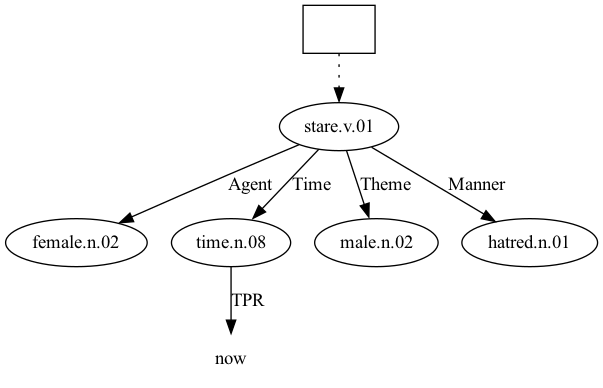 stare.v.01
Agent Time Theme Manner
female.n.02 time.n.08 male.n.02 hatred.n.01
TPR
now